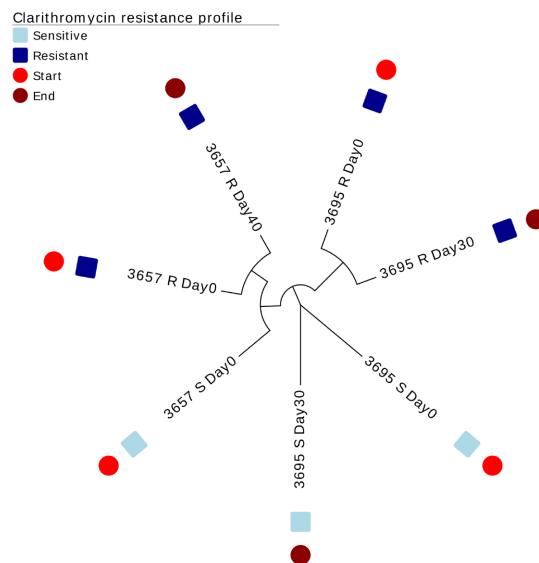 Clarithromycin resistance profile
Sensitive
Resistant
Start
End
3657 R Day40
3695 R Day0
3695 R Day30
3657 R Day0
3657 S Day0
3695 S Day30
3695 S Day0